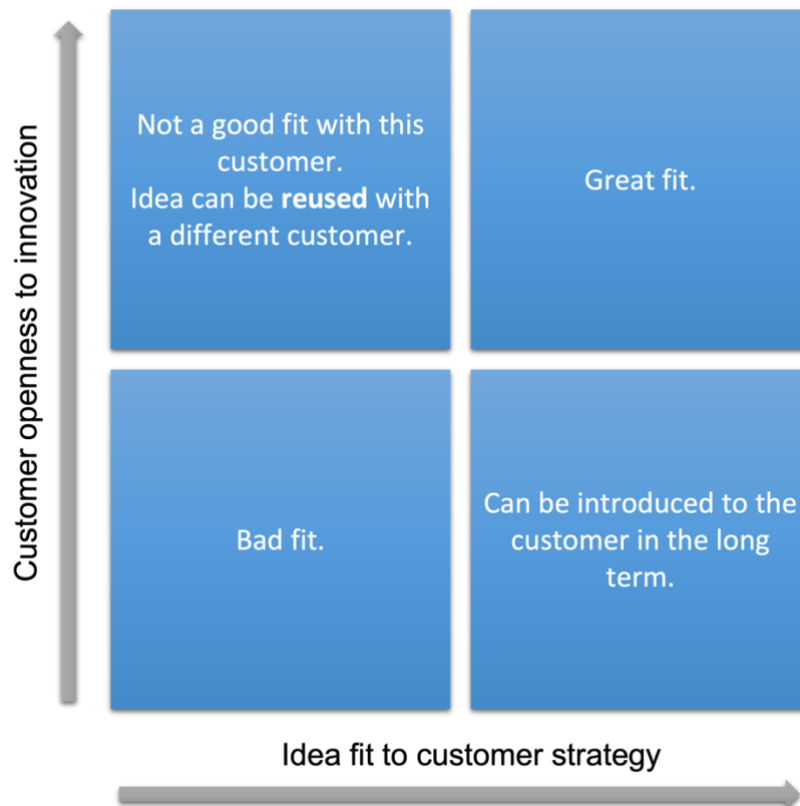 Customer openness to innovation
Not a good fit with this
customer.
Idea can be reused with
a different customer.
Great fit.
Bad fit.
Can be introduced to the
customer in the long
term.
Idea fit to customer strategy